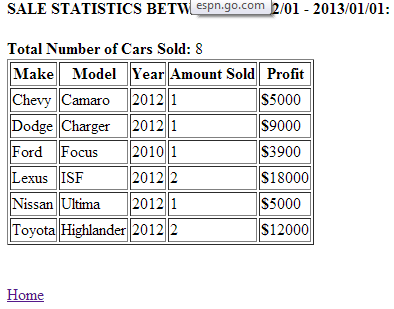 SALE STATISTICS 2/01 - 2013/01/01:
espn.go.com
Total Number of Cars Sold: 8
Make Model Year Amount Sold Profit
Chevy Camaro 2012 1 $5000
Dodge Charger 2012 1 $9000
Ford Focus 2010 1 $3900
Lexus ISF 2012 2 $18000
Nissan Ultima 2012 1 $5000
Toyota Highlander 2012 2 $12000
Home